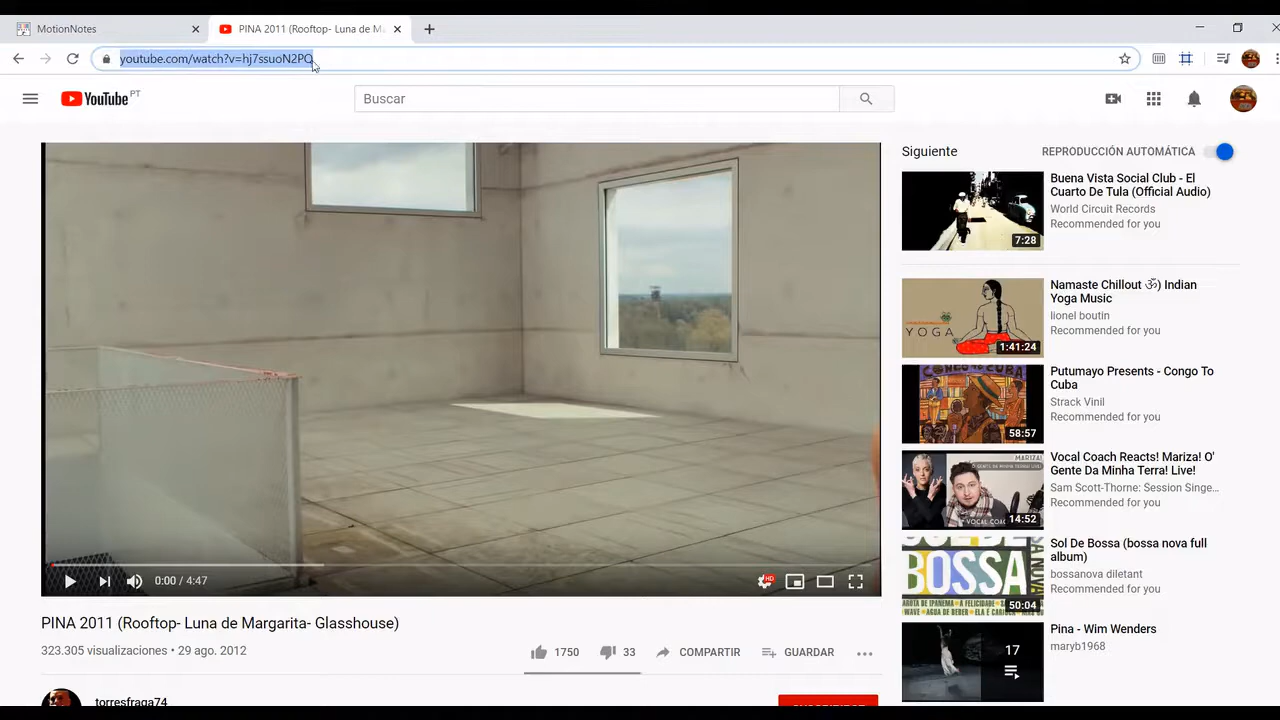 MotionNotes
PINA 2011 (Rooftop- Luna de M
youtube.com/watch?v=hj7ssuoN2PQ
YouTube PT
Buscar
Siguiente
REPRODUCCIÓN AUTOMÁTICA
Buena Vista Social Club - El
Cuarto De Tula (Official Audio)
World Circuit Records
Recommended for you
7:28
Namaste Chillout ॐ) Indian
Yoga Music
lionel boutin
Recommended for you
YOGA
1:41:24
Putumayo Presents - Congo To
Cuba
Strack Vinil
Recommended for you
CONGO TO CUBA
58:57
Vocal Coach Reacts! Mariza! O'
Gente Da Minha Terra! Live!
Sam Scott-Thorne: Session Singe...
Recommended for you
14:52
Sol De Bossa (bossa nova full
album)
bossanova diletant
Recommended for you
SOL DE
BOSSA
50:04
Pina - Wim Wenders
maryb1968
17
0:00 / 4:47
HD
PINA 2011 (Rooftop- Luna de Margarita- Glasshouse)
323.305 visualizaciones • 29 ago. 2012
1750
33
COMPARTIR
GUARDAR
torresfraga74